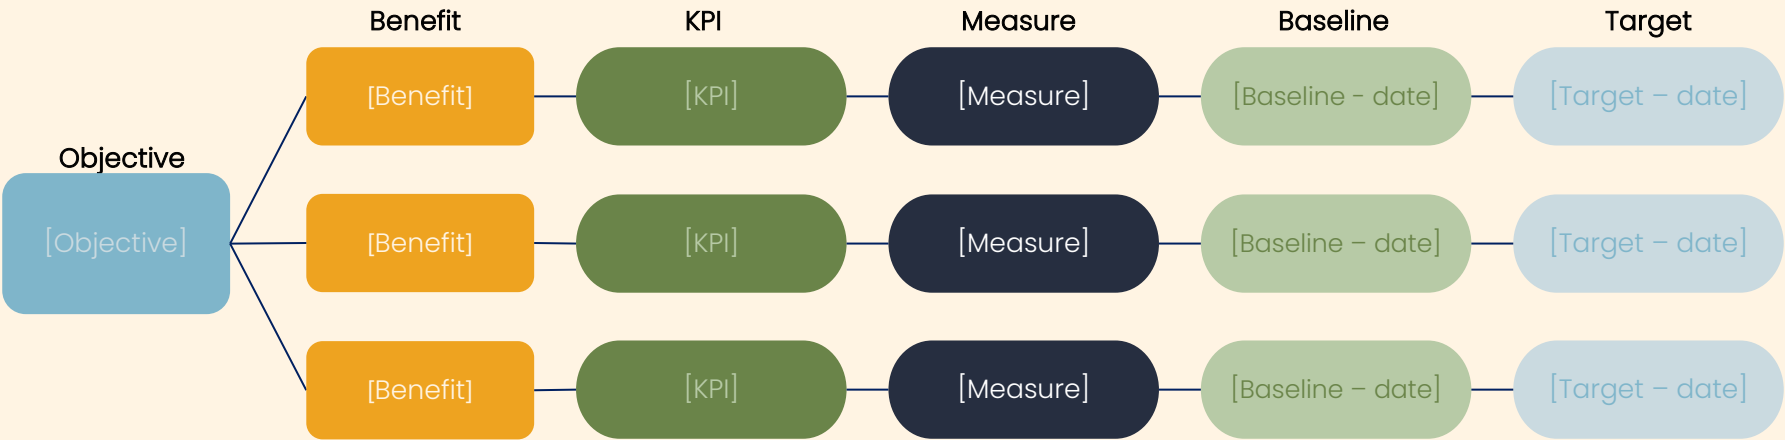 Benefit KPI Measure Baseline Target
[Benefit] [KPI] [Measure] [Baseline - date] [Target – date]
Objective
[Objective] [Benefit] [KPI] [Measure] [Baseline – date] [Target – date]
[Benefit] [KPI] [Measure] [Baseline – date] [Target – date]